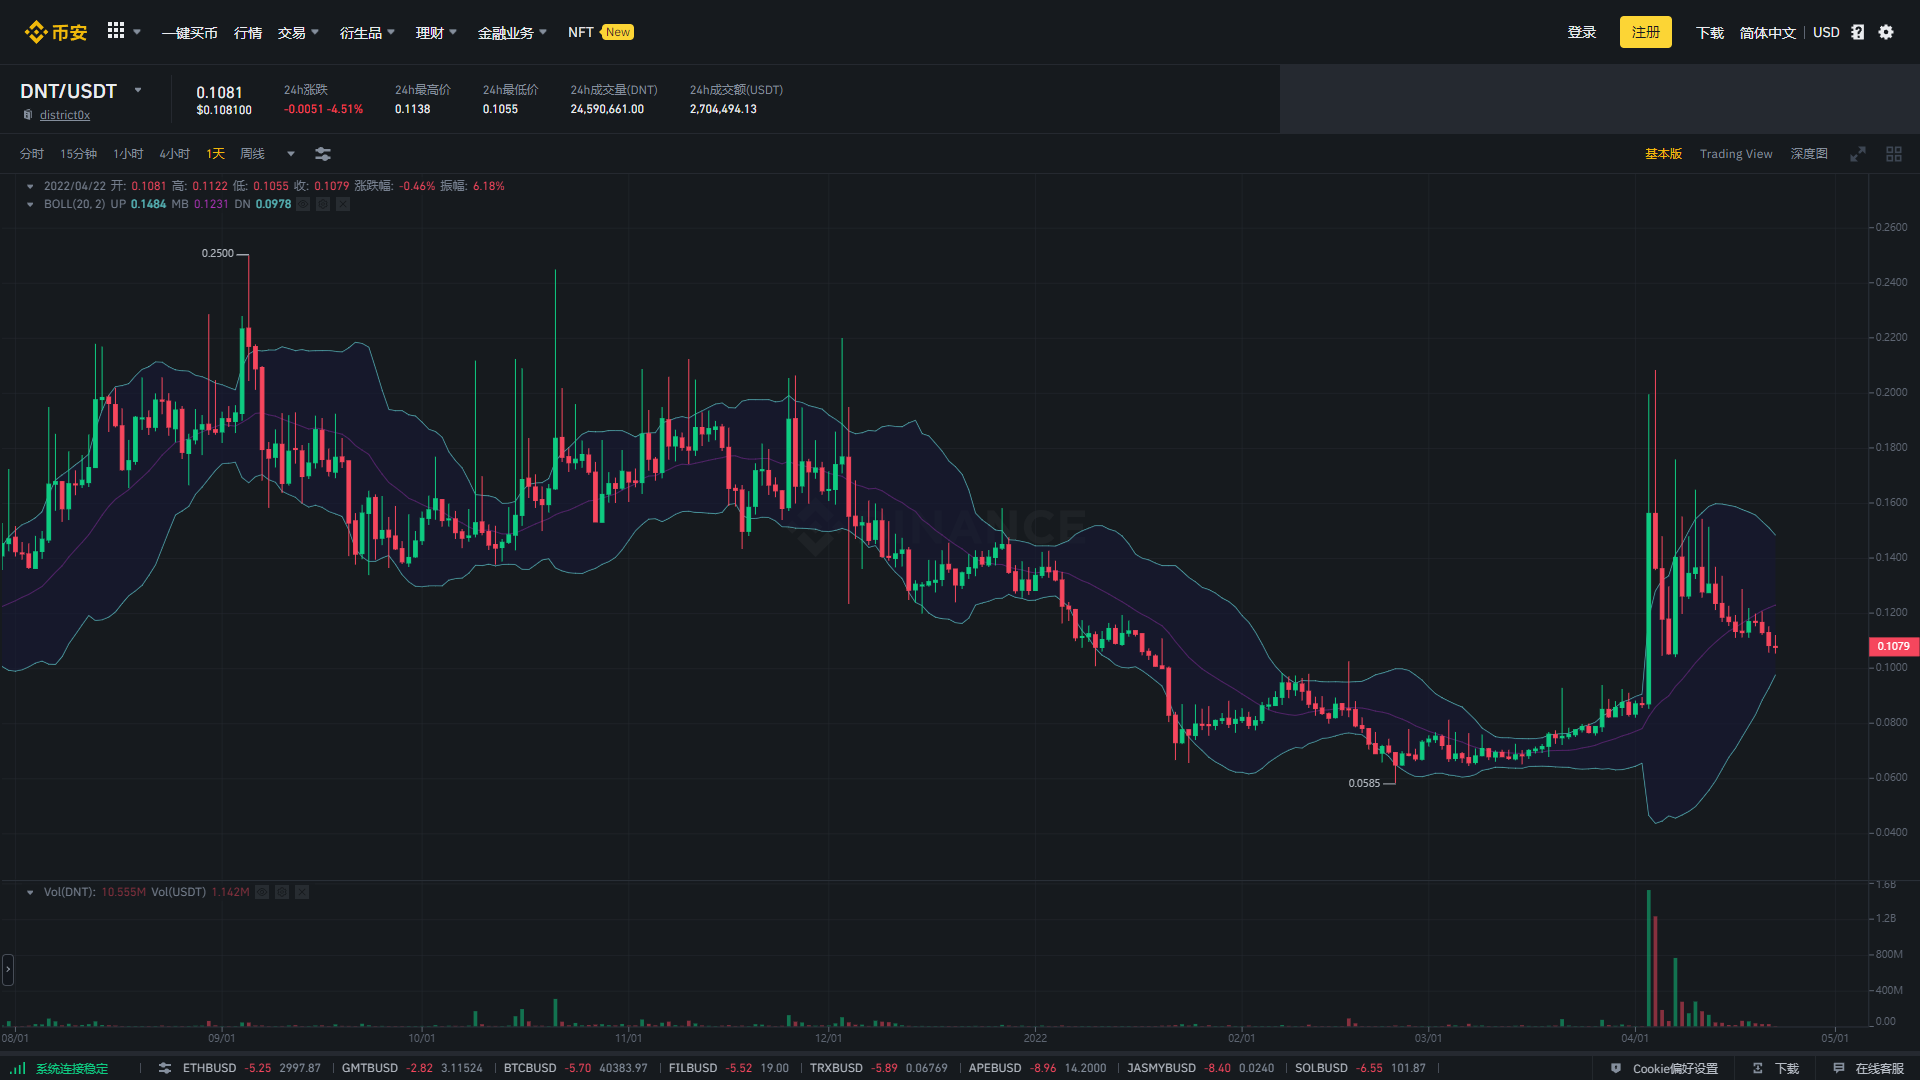 币安 一键买币 行情 交易 衍生品 理财 金融业务 NFT New 登录 注册 下载 简体中文 USD
DNT/USDT
district0x
0.1081
$0.108100
24h涨跌
-0.0051 -4.51%
24h最高价
0.1138
24h最低价
0.1055
24h成交量(DNT)
24,590,661.00
24h成交额(USDT)
2,704,494.13
分时 15分钟 1小时 4小时 1天 周线 基本版 Trading View 深度图
2022/04/22 开: 0.1081 高: 0.1122 低: 0.1055 收: 0.1079 涨跌幅: -0.46% 振幅: 6.18%
BOLL(20, 2) UP 0.1484 MB 0.1231 DN 0.0978
0.2500
0.0585
BINANCE
0.2600
0.2400
0.2200
0.2000
0.1800
0.1600
0.1400
0.1200
0.1079
0.1000
0.0800
0.0600
0.0400
Vol(DNT): 10.555M Vol(USDT) 1.142M
1.6B
1.2B
800M
400M
0.00
08/01 09/01 10/01 11/01 12/01 2022 02/01 03/01 04/01 05/01
系统连接稳定 ETHBUSD -5.25 2997.87 GMTBUSD -2.82 3.11524 BTCBUSD -5.70 40383.97 FILBUSD -5.52 19.00 TRXBUSD -5.89 0.06769 APEBUSD -8.96 14.2000 JASMYBUSD -8.40 0.0240 SOLBUSD -6.55 101.87 Cookie偏好设置 下载 在线客服